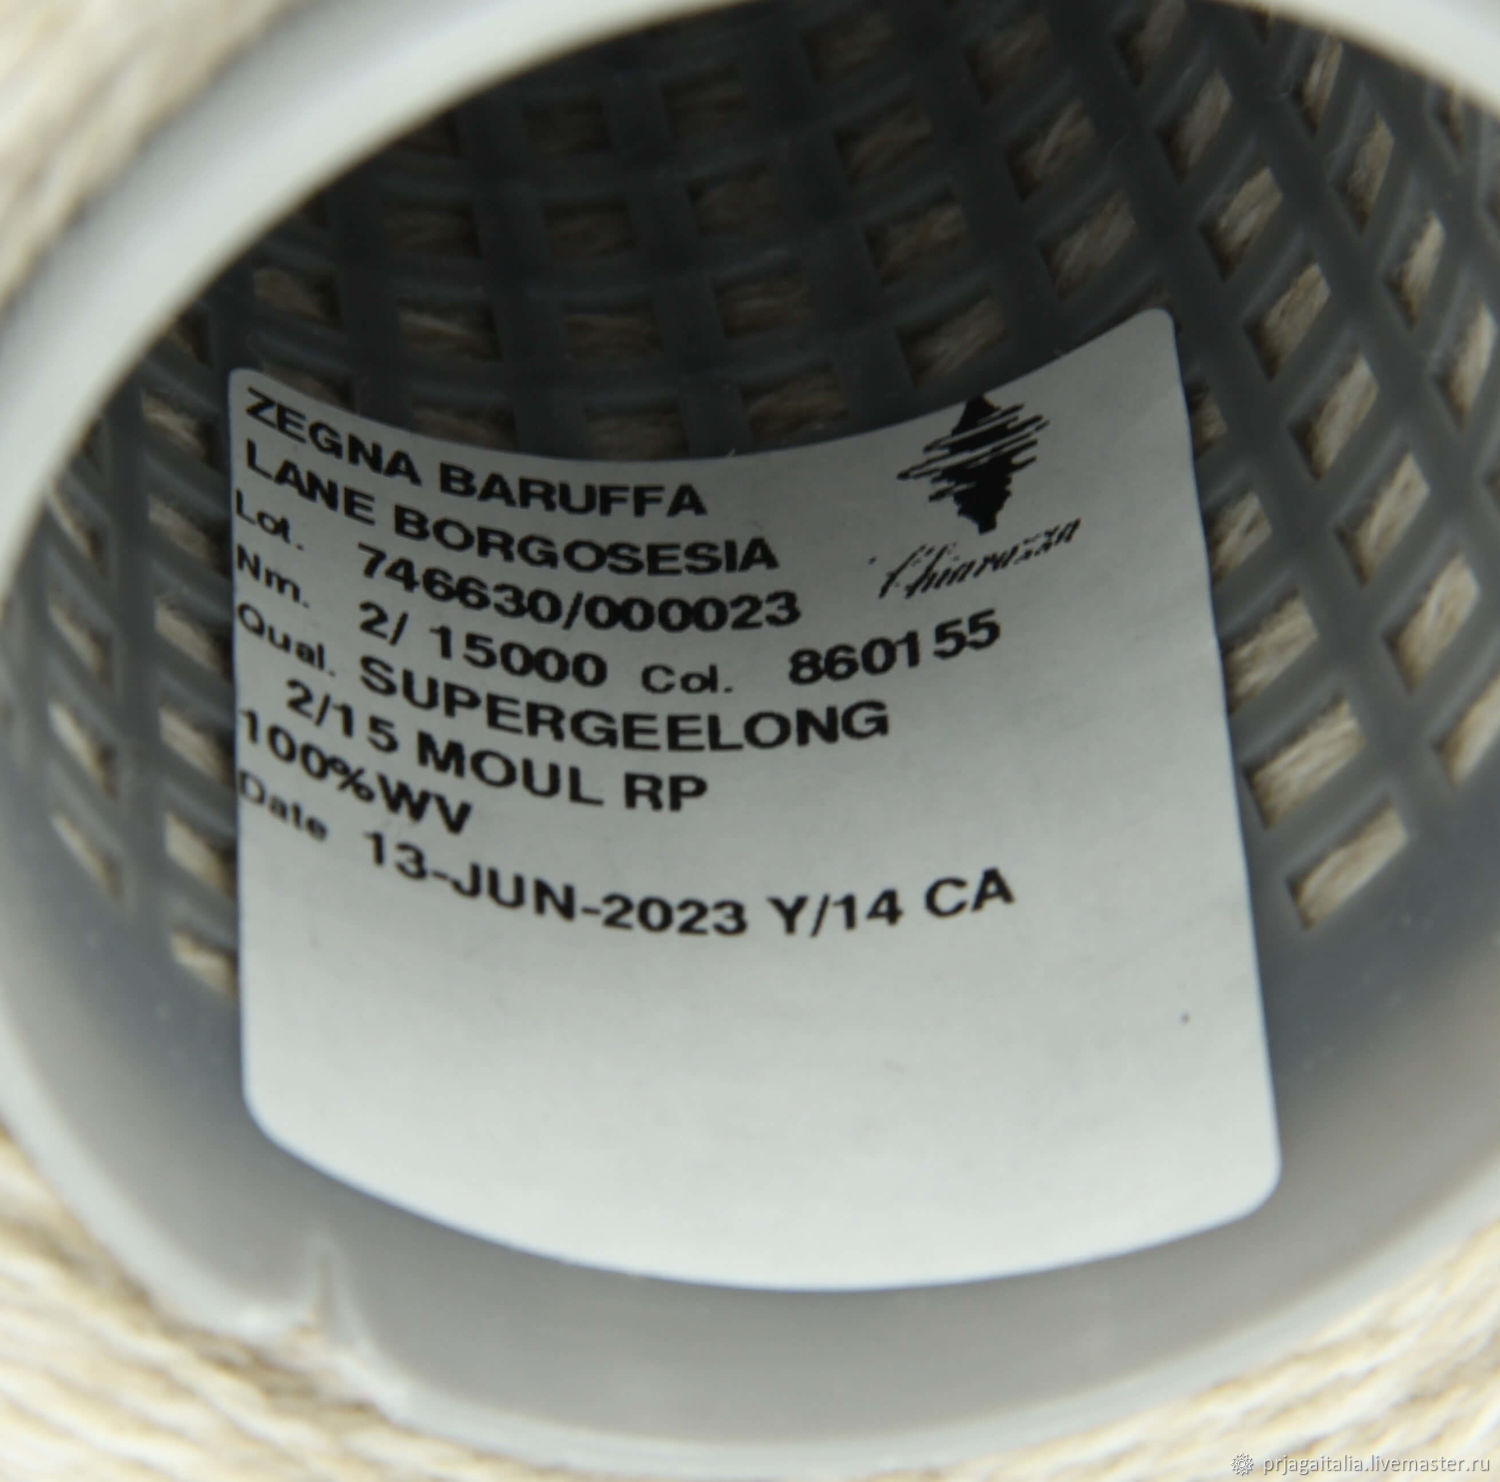 ZEGNA BARUFFA
LANE BORGOSESIA
Chiavazza
Lot. 746630/000023
Nm. 2/ 15000 Col. 860155
Qual. SUPERGEELONG
2/15 MOUL RP
100%WV
Date 13-JUN-2023 Y/14 CA
prjagaitalia.livemaster.ru